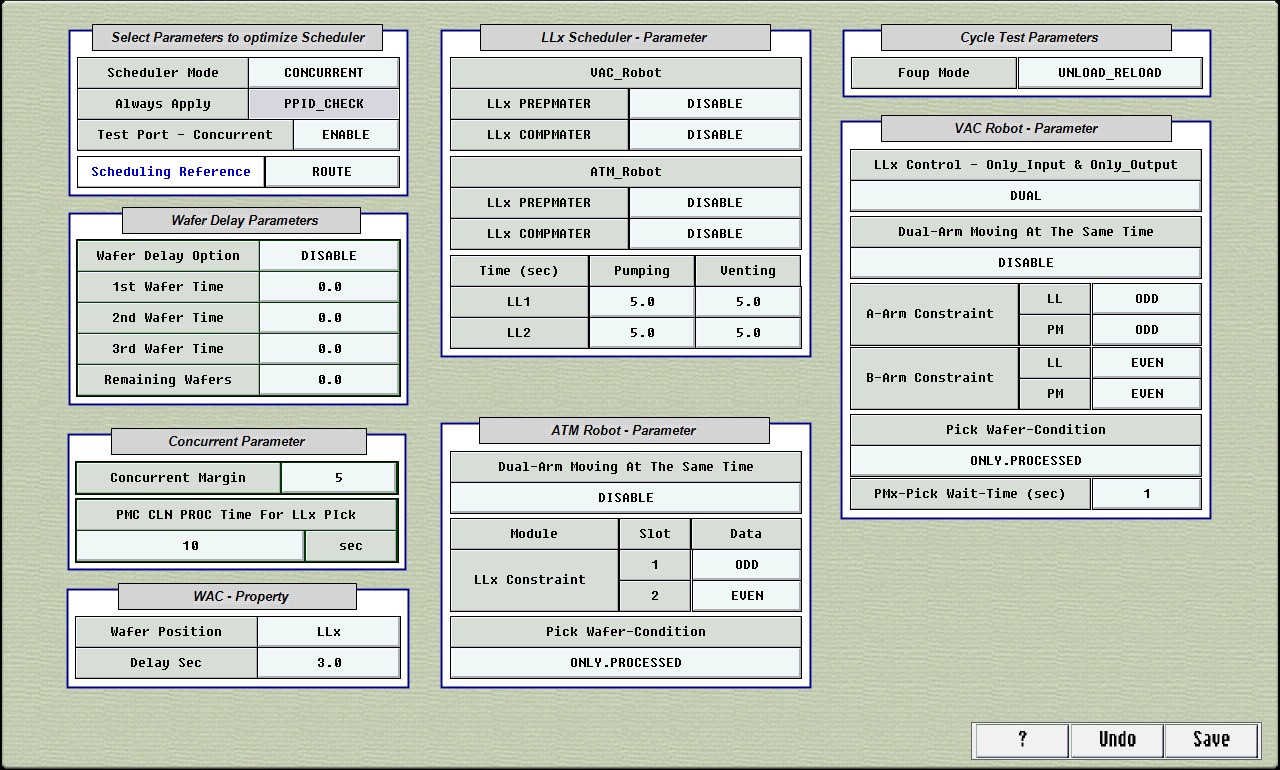 Select Parameters to optimize Scheduler
Scheduler Mode CONCURRENT
Always Apply PPID_CHECK
Test Port - Concurrent ENABLE
Scheduling Reference ROUTE
Wafer Delay Parameters
Wafer Delay Option DISABLE
1st Wafer Time 0.0
2nd Wafer Time 0.0
3rd Wafer Time 0.0
Remaining Wafers 0.0
Concurrent Parameter
Concurrent Margin 5
PMC CLN PROC Time For LLx PIck
10 sec
WAC - Property
Wafer Position LLx
Delay Sec 3.0
LLx Scheduler - Parameter
VAC_Robot
LLx PREPMATER DISABLE
LLx COMPMATER DISABLE
ATM_Robot
LLx PREPMATER DISABLE
LLx COMPMATER DISABLE
Time (sec) Pumping Venting
LL1 5.0 5.0
LL2 5.0 5.0
ATM Robot - Parameter
Dual-Arm Moving At The Same Time
DISABLE
Module Slot Data
LLx Constraint
1 ODD
2 EVEN
Pick Wafer-Condition
ONLY.PROCESSED
Cycle Test Parameters
Foup Mode UNLOAD_RELOAD
VAC Robot - Parameter
LLx Control - Only_Input & Only_Output
DUAL
Dual-Arm Moving At The Same Time
DISABLE
A-Arm Constraint
LL ODD
PM ODD
B-Arm Constraint
LL EVEN
PM EVEN
Pick Wafer-Condition
ONLY.PROCESSED
PMx-Pick Wait-Time (sec) 1
? Undo Save